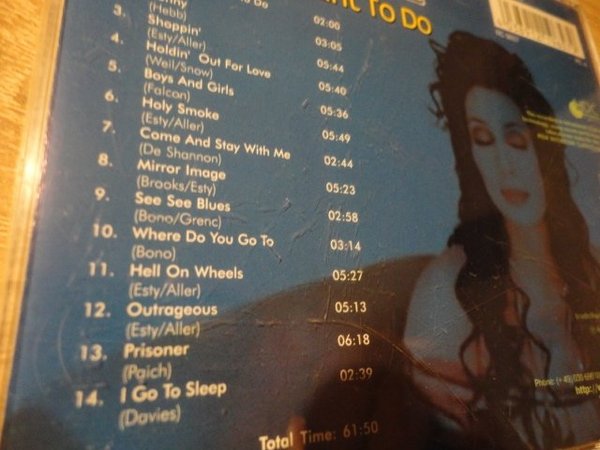 To Do
nt To Do
(Hebb) 02:00
3. Shoppin' 03:05
(Esty/Aller)
4. Holdin' Out For Love 05:44
(Weil/Snow)
5. Boys And Girls 05:40
(Falcon)
6. Holy Smoke 05:36
(Esty/Aller)
7. Come And Stay With Me 05:49
(De Shannon) 02:44
8. Mirror Image
(Brooks/Esty) 05:23
9. See See Blues
(Bono/Grenc) 02:58
10. Where Do You Go To 03:14
(Bono)
11. Hell On Wheels 05:27
(Esty/Aller)
12. Outrageous 05:13
(Esty/Aller)
13. Prisoner 06:18
(Paich)
14. I Go To Sleep 02:39
(Davies)
Total Time: 61:50
Phone: (+ 49)
http://